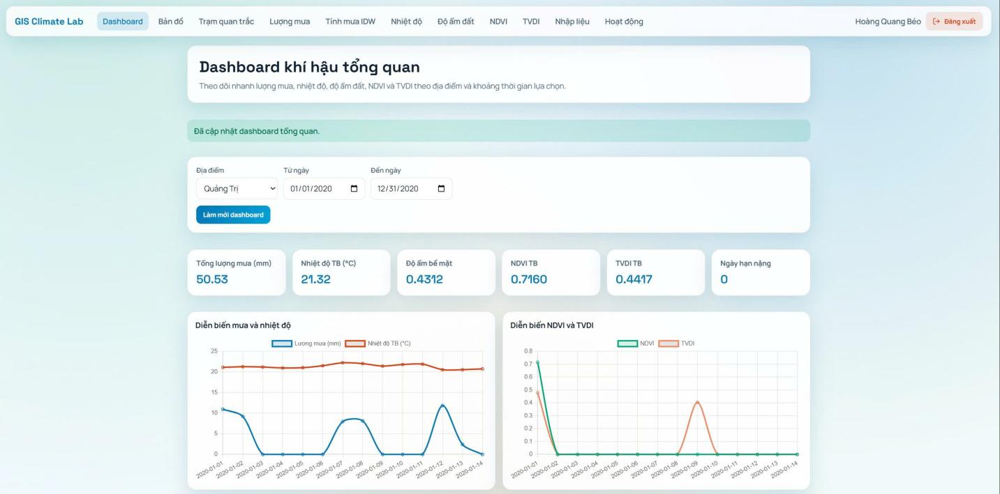 GIS Climate Lab Dashboard Bản đồ Trạm quan trắc Lượng mưa Tính mưa IDW Nhiệt độ Độ ẩm đất NDVI TVDI Nhập liệu Hoạt động Hoàng Quang Béo Đăng xuất
Dashboard khí hậu tổng quan
Theo dõi nhanh lượng mưa, nhiệt độ, độ ẩm đất, NDVI và TVDI theo địa điểm và khoảng thời gian lựa chọn.
Đã cập nhật dashboard tổng quan.
Địa điểm Từ ngày Đến ngày
Quảng Trị 01/01/2020 12/31/2020
Làm mới dashboard
Tổng lượng mưa (mm) Nhiệt độ TB (°C) Độ ẩm bề mặt NDVI TB TVDI TB Ngày hạn nặng
50.53 21.32 0.4312 0.7160 0.4417 0
Diễn biến mưa và nhiệt độ
Lượng mưa (mm) Nhiệt độ TB (°C)
25
20
15
10
5
0
2020-01-01 2020-01-02 2020-01-03 2020-01-04 2020-01-05 2020-01-06 2020-01-07 2020-01-08 2020-01-09 2020-01-10 2020-01-11 2020-01-12 2020-01-13 2020-01-14
Diễn biến NDVI và TVDI
NDVI TVDI
0.8
0.7
0.6
0.5
0.4
0.3
0.2
0.1
0
2020-01-01 2020-01-02 2020-01-03 2020-01-04 2020-01-05 2020-01-06 2020-01-07 2020-01-08 2020-01-09 2020-01-10 2020-01-11 2020-01-12 2020-01-13 2020-01-14